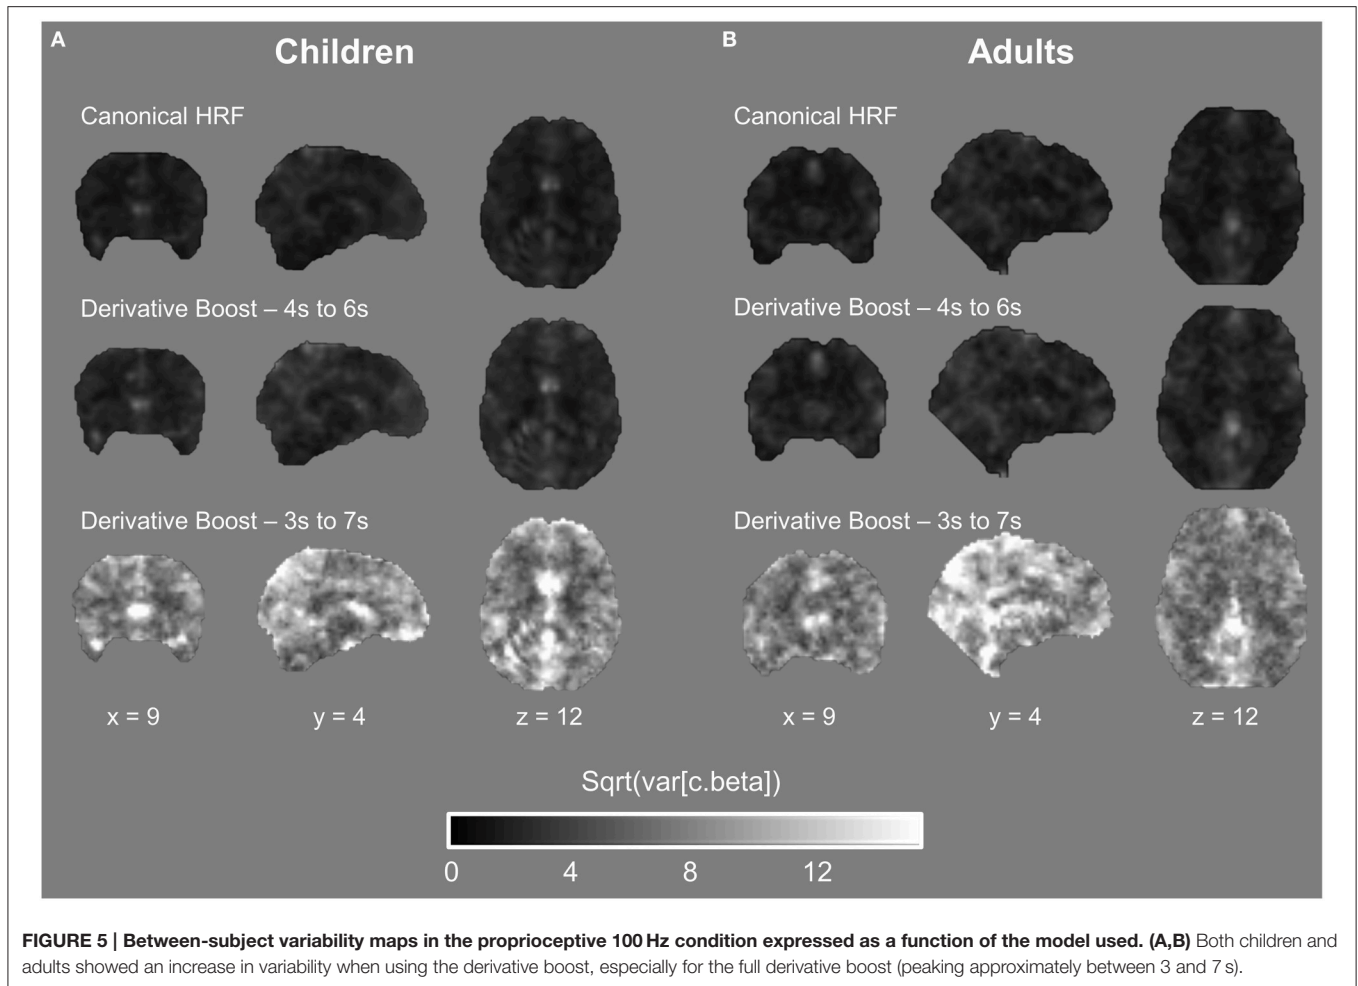 A
Children
Canonical HRF
Derivative Boost – 4s to 6s
Derivative Boost – 3s to 7s
x = 9
y = 4
z = 12
B
Adults
Canonical HRF
Derivative Boost – 4s to 6s
Derivative Boost – 3s to 7s
x = 9
y = 4
z = 12
Sqrt(var[c.beta])
0 4 8 12
FIGURE 5 | Between-subject variability maps in the proprioceptive 100 Hz condition expressed as a function of the model used. (A,B) Both children and
adults showed an increase in variability when using the derivative boost, especially for the full derivative boost (peaking approximately between 3 and 7 s).